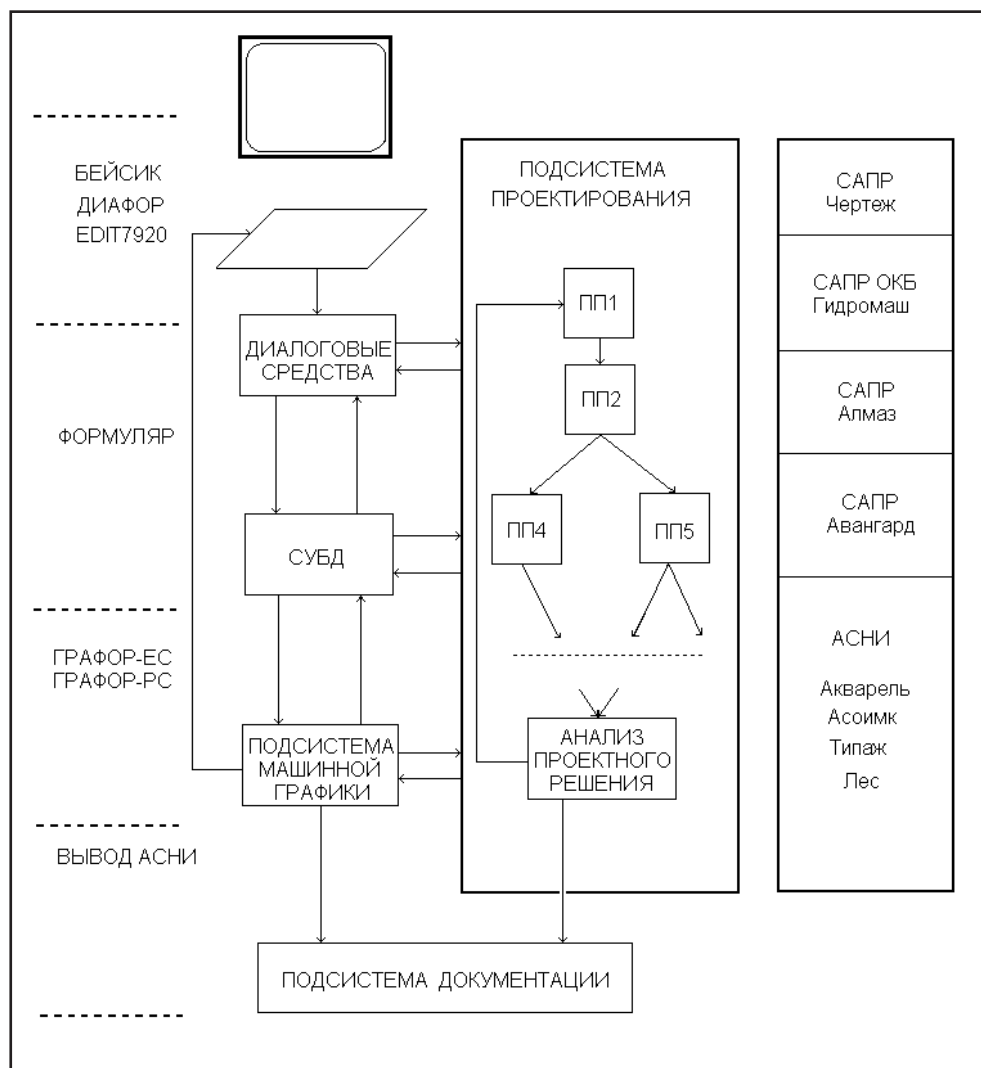 БЕЙСИК
ДИАФОР
EDIT7920
ФОРМУЛЯР
ГРАФОР-ЕС
ГРАФОР-PC
ВЫВОД АСНИ
ДИАЛОГОВЫЕ
СРЕДСТВА
СУБД
ПОДСИСТЕМА
МАШИННОЙ
ГРАФИКИ
ПОДСИСТЕМА
ПРОЕКТИРОВАНИЯ
ПП1
ПП2
ПП4
ПП5
АНАЛИЗ
ПРОЕКТНОГО
РЕШЕНИЯ
ПОДСИСТЕМА ДОКУМЕНТАЦИИ
САПР
Чертеж
САПР ОКБ
Гидромаш
САПР
Алмаз
САПР
Авангард
АСНИ
Акварель
Асоимк
Типаж
Лес